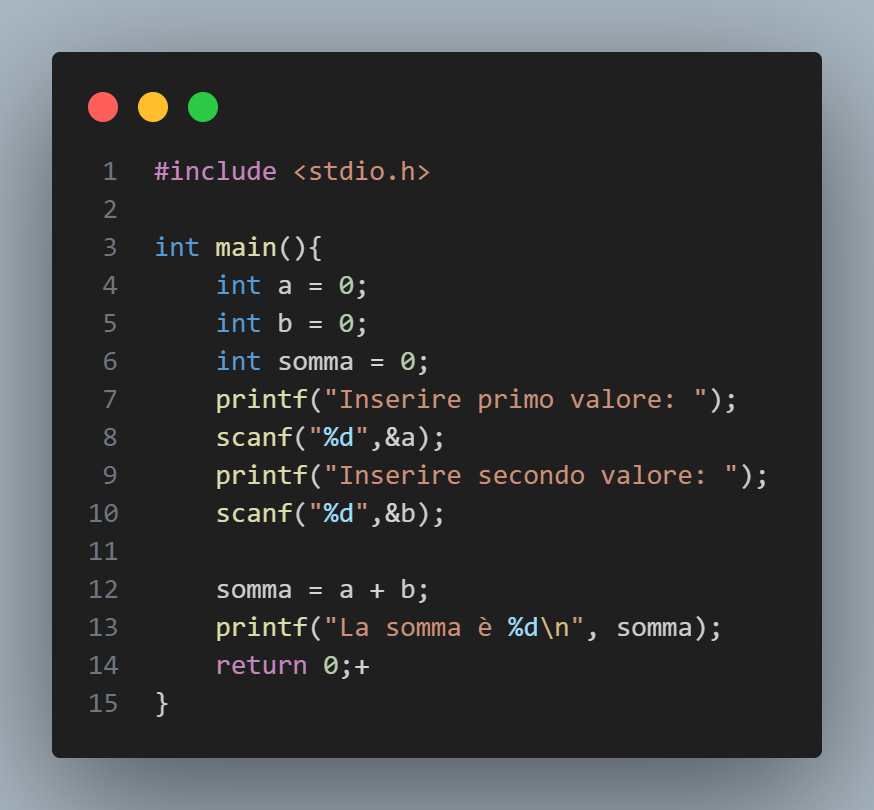 1 #include <stdio.h>
2
3 int main(){
4     int a = 0;
5     int b = 0;
6     int somma = 0;
7     printf("Inserire primo valore: ");
8     scanf("%d",&a);
9     printf("Inserire secondo valore: ");
10     scanf("%d",&b);
11
12     somma = a + b;
13     printf("La somma è %d\n", somma);
14     return 0;+
15 }